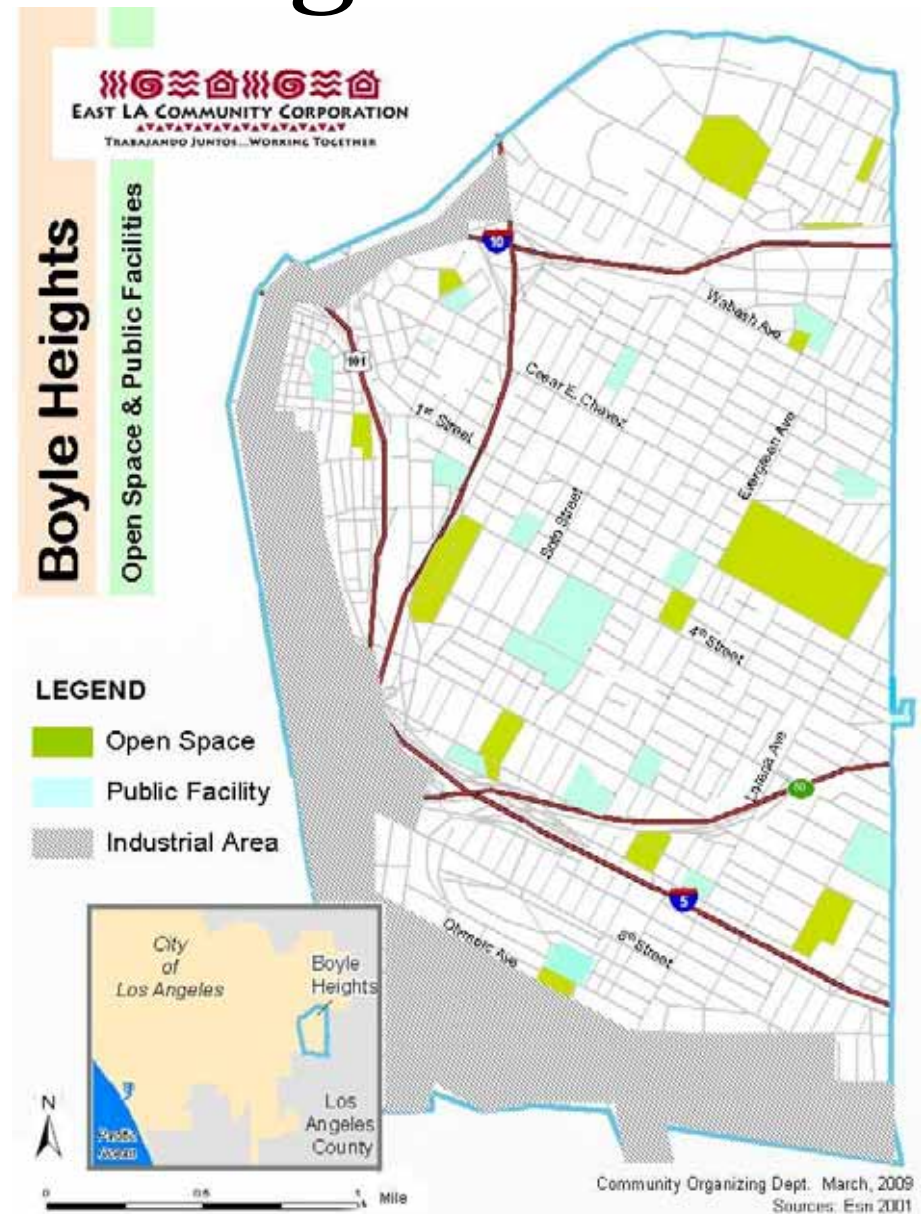 g
EAST LA COMMUNITY CORPORATION
TRABAJANDO JUNTOS...WORKING TOGETHER
Boyle Heights
Open Space & Public Facilities
10
Wabash Ave
101
Cesar E. Chavez
1st Street
Evergreen Ave
Soto Street
4th Street
Lorena Ave
60
5
8th Street
Olympic Ave
LEGEND
Open Space
Public Facility
Industrial Area
City
of
Los Angeles
Boyle
Heights
Los
Angeles
County
Pacific
Ocean
N
0 0.5 1
Mile
Community Organizing Dept. March, 2009
Sources: Esri 2001